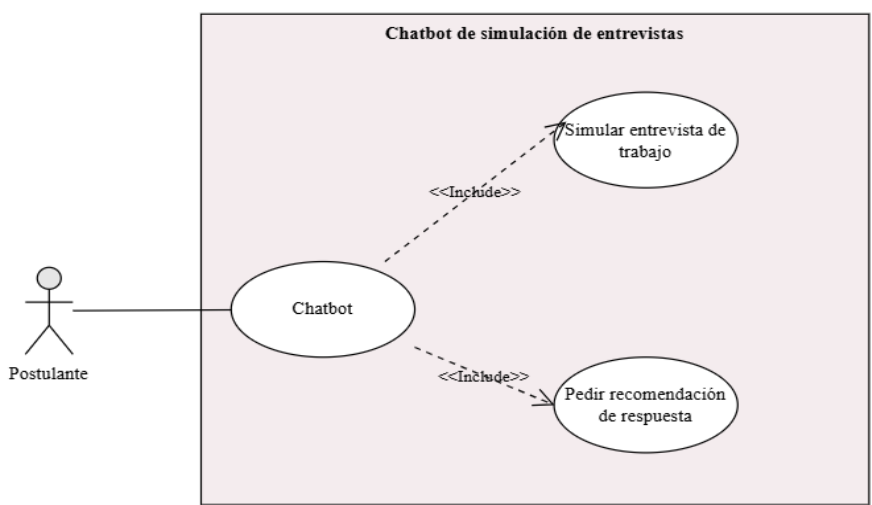 Chatbot de simulación de entrevistas
Simular entrevista de
trabajo
<<Include>>
Chatbot
Postulante
<<Include>>
Pedir recomendación
de respuesta